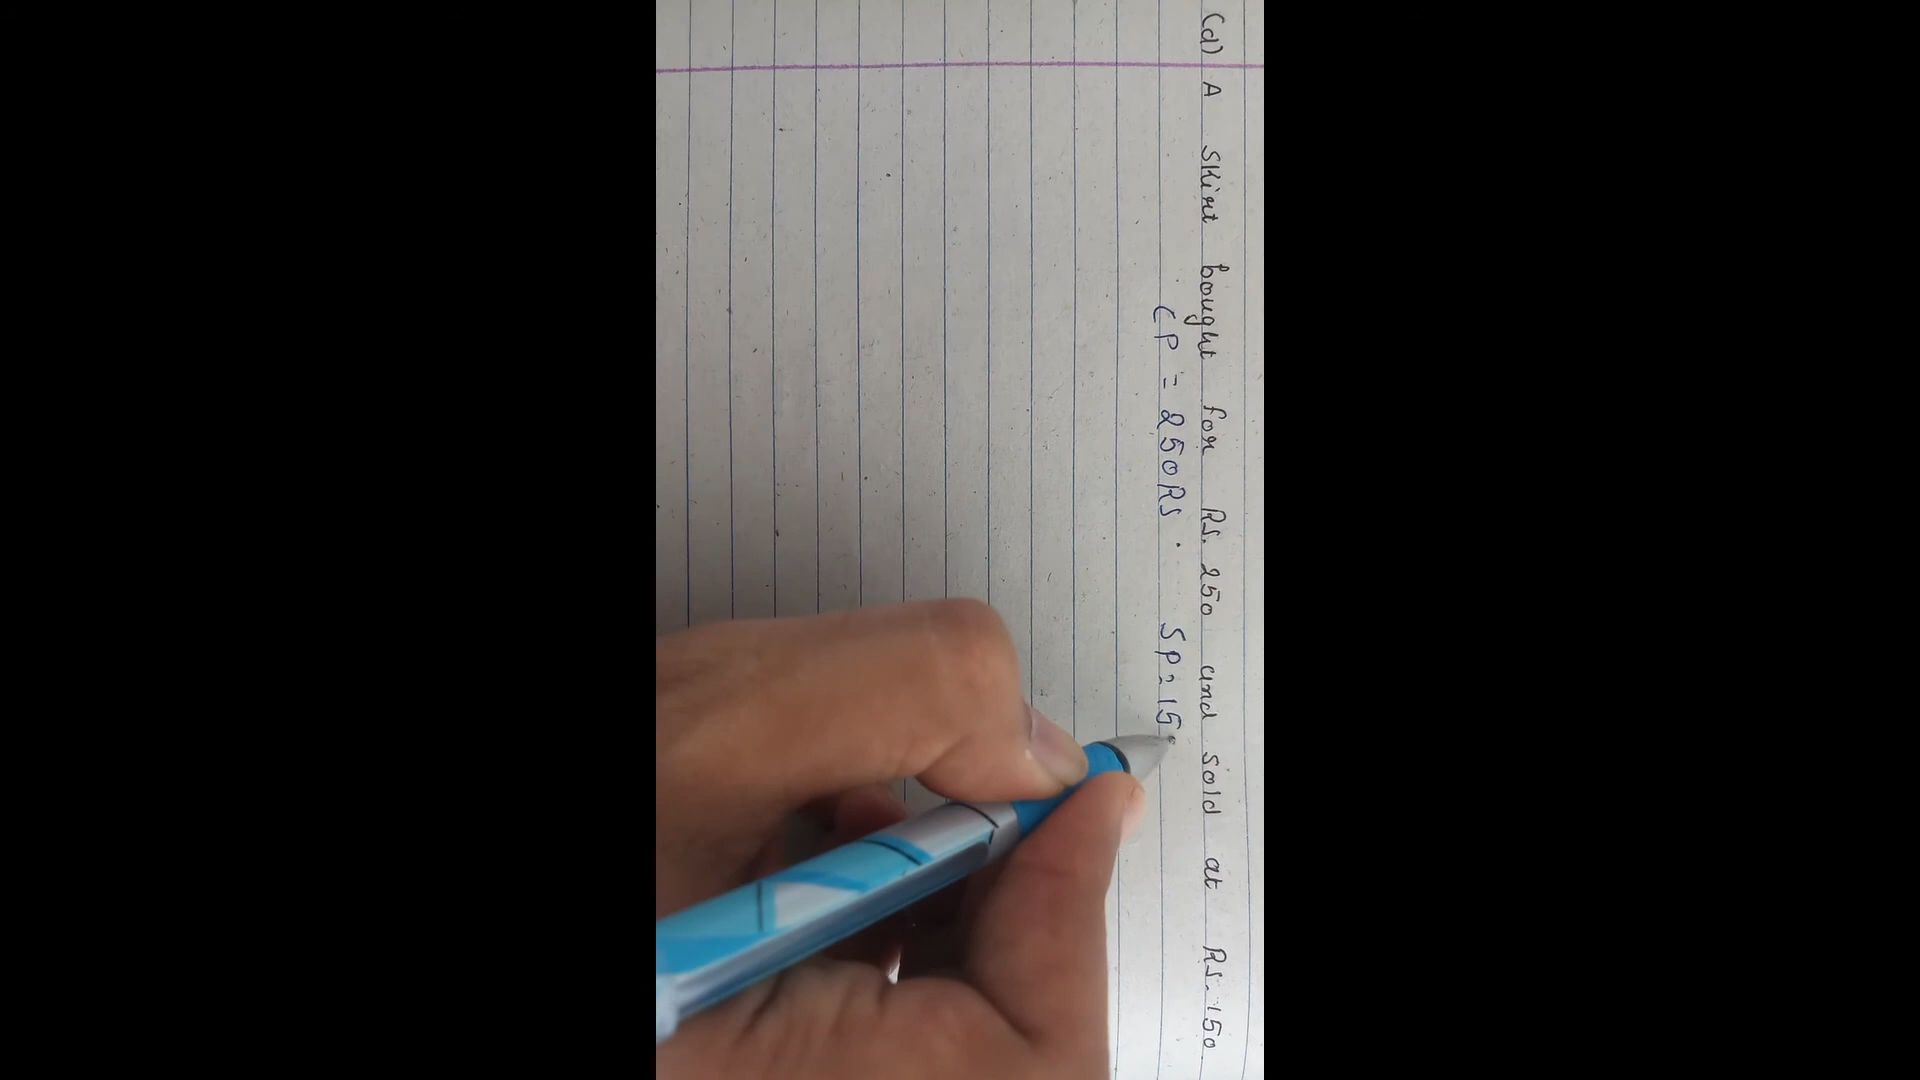 (d) A Skirt bought for Rs. 250 and sold at Rs. 150
CP = 250RS . SP = 15